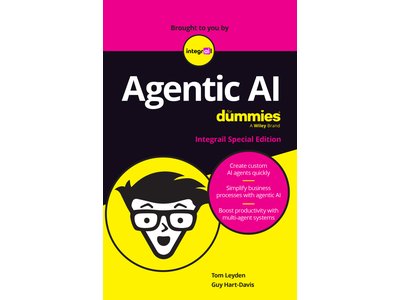 Brought to you by
integrail
Agentic AI
for
dummies
A Wiley Brand
Integrail Special Edition
Create custom
AI agents quickly
Simplify business
processes with agentic AI
Boost productivity with
multi-agent systems
Tom Leyden
Guy Hart-Davis